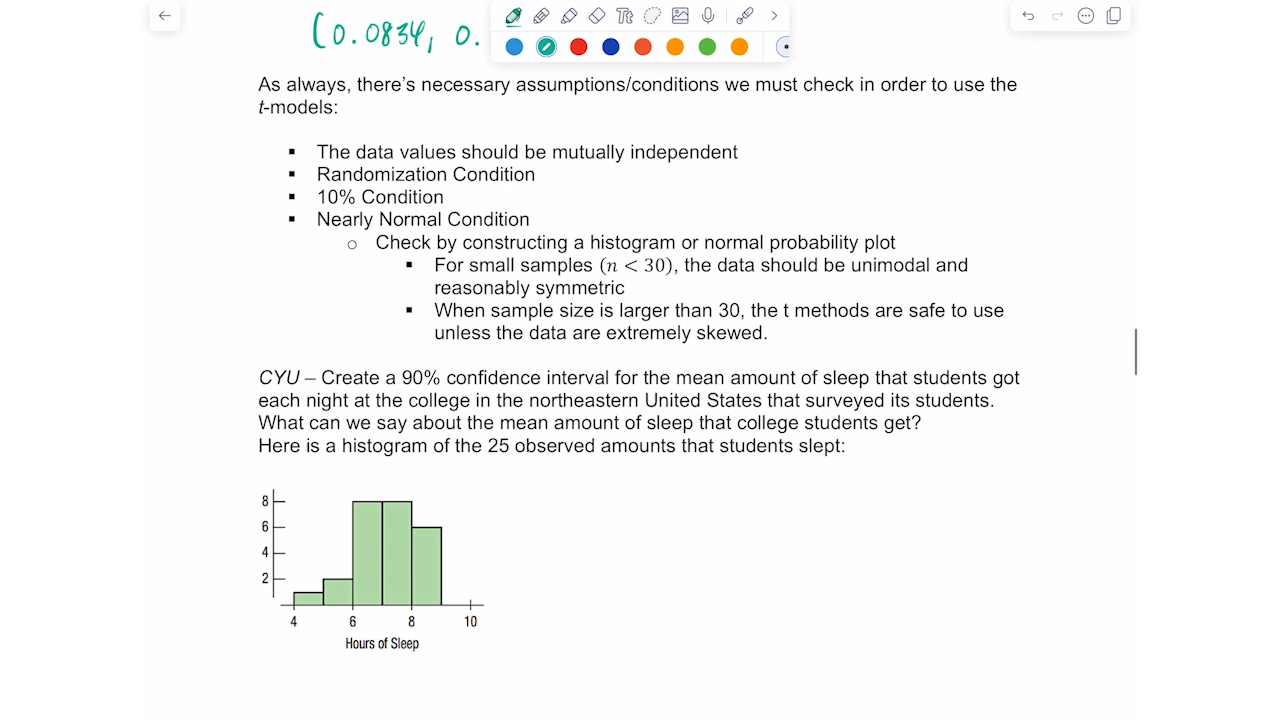 (0.0834, 0.
Tt
As always, there's necessary assumptions/conditions we must check in order to use the
t-models:
▪ The data values should be mutually independent
▪ Randomization Condition
▪ 10% Condition
▪ Nearly Normal Condition
o Check by constructing a histogram or normal probability plot
▪ For small samples (n < 30), the data should be unimodal and
reasonably symmetric
▪ When sample size is larger than 30, the t methods are safe to use
unless the data are extremely skewed.
CYU – Create a 90% confidence interval for the mean amount of sleep that students got
each night at the college in the northeastern United States that surveyed its students.
What can we say about the mean amount of sleep that college students get?
Here is a histogram of the 25 observed amounts that students slept:
8
6
4
2
4 6 8 10
Hours of Sleep